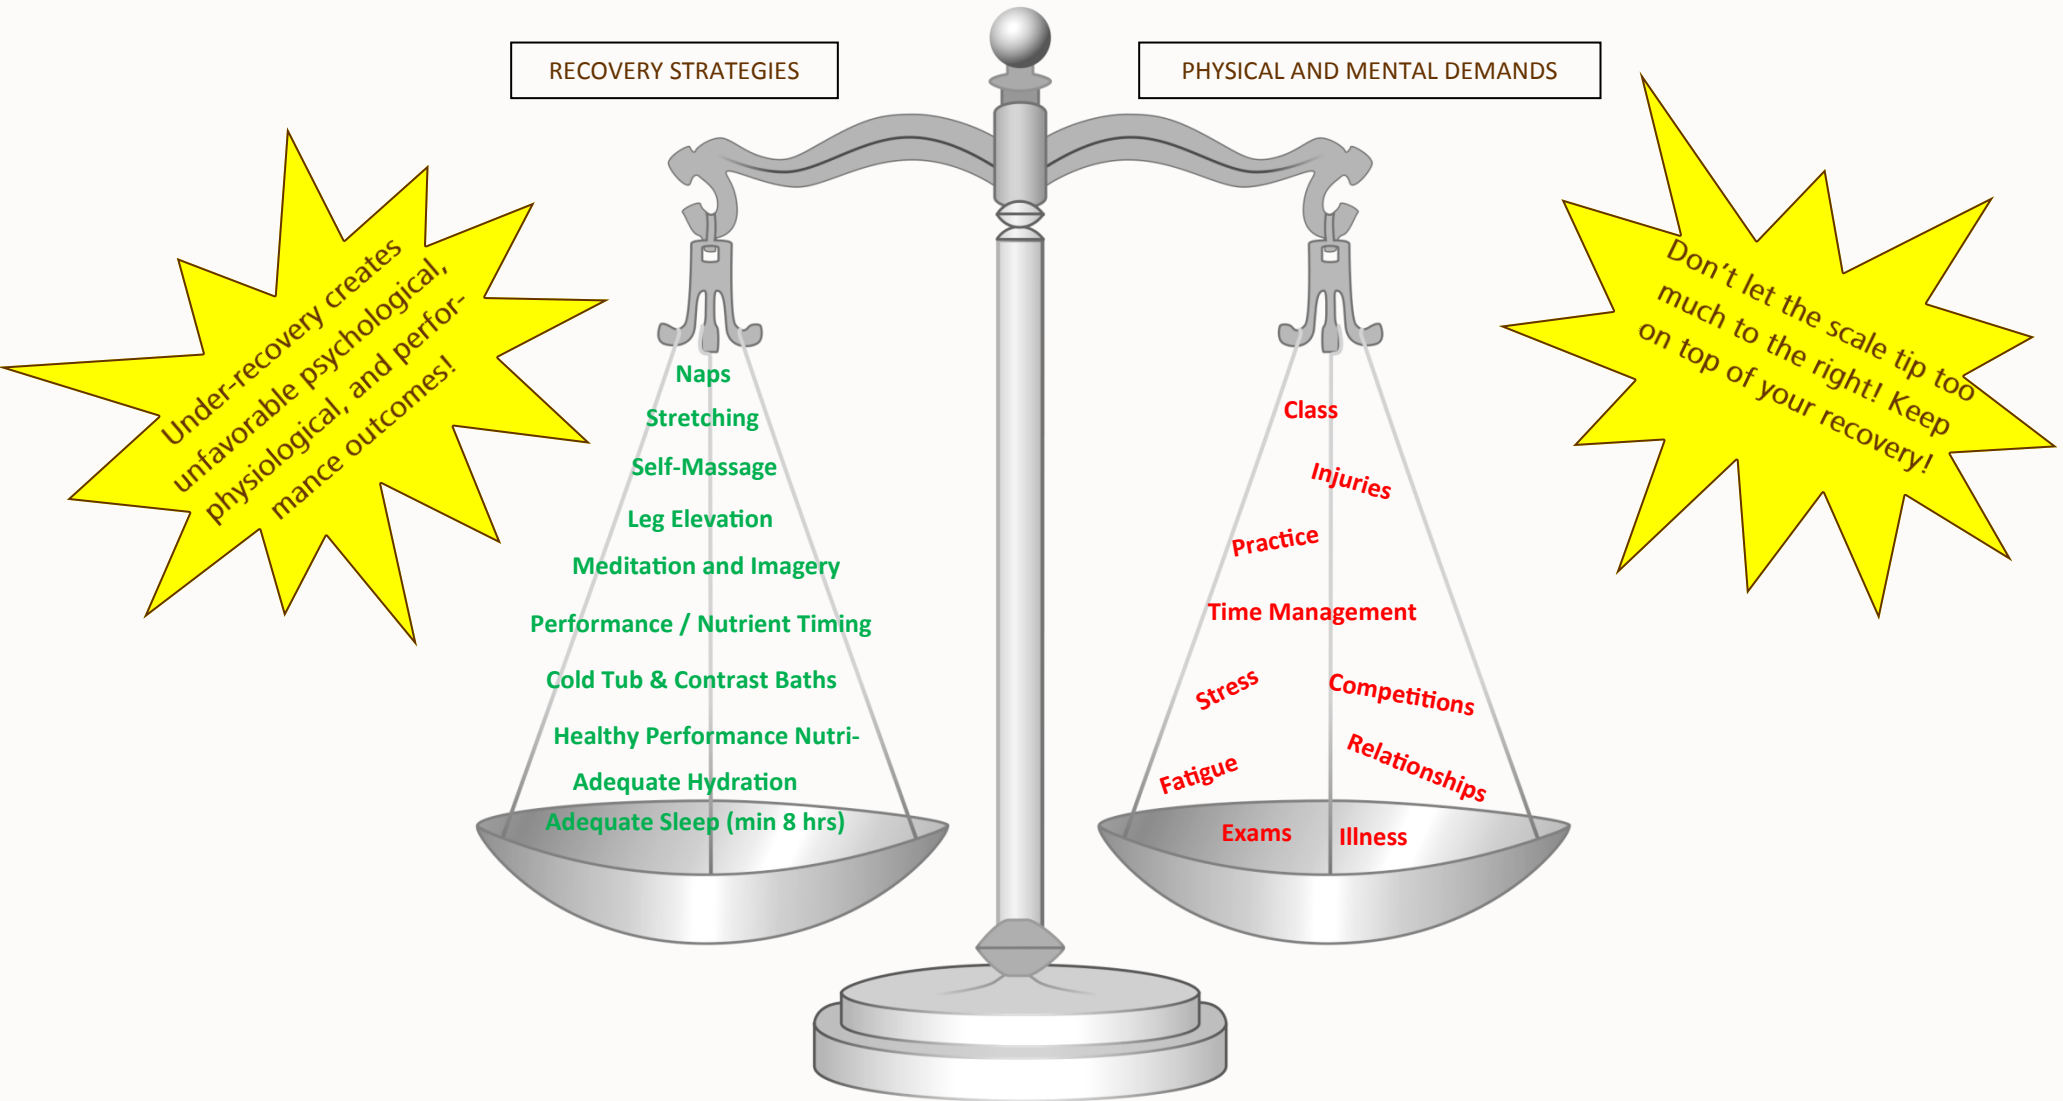 RECOVERY STRATEGIES
PHYSICAL AND MENTAL DEMANDS
Under-recovery creates
unfavorable psychological,
physiological, and perfor-
mance outcomes!
Naps
Stretching
Self-Massage
Leg Elevation
Meditation and Imagery
Performance / Nutrient Timing
Cold Tub & Contrast Baths
Healthy Performance Nutri-
Adequate Hydration
Adequate Sleep (min 8 hrs)
Class
Injuries
Practice
Time Management
Stress
Competitions
Relationships
Fatigue
Exams
Illness
Don't let the scale tip too
much to the right! Keep
on top of your recovery!